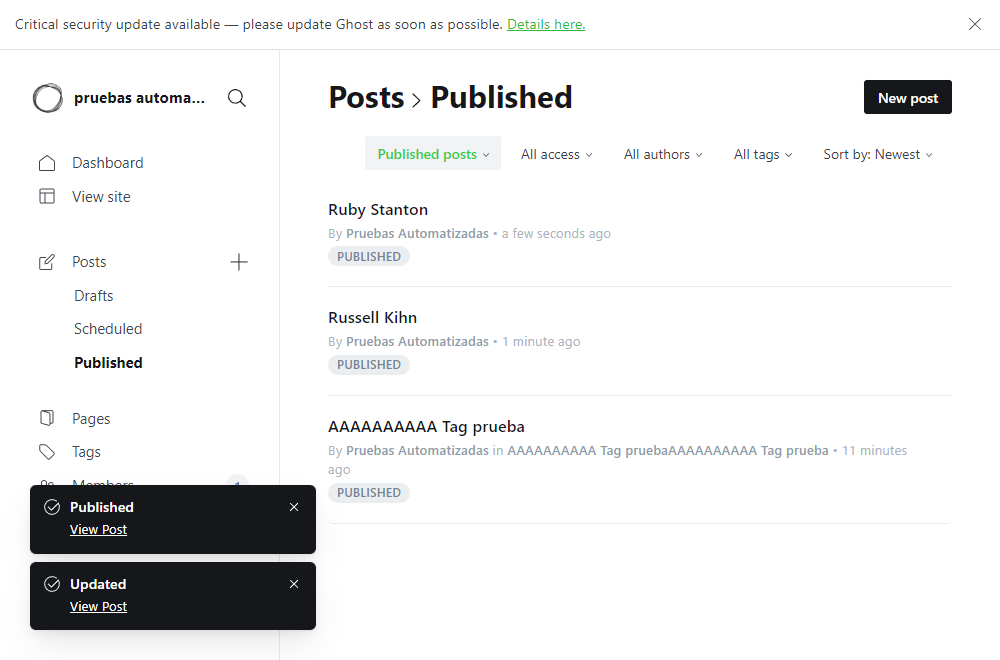 Critical security update available — please update Ghost as soon as possible. Details here.
pruebas automa...
Dashboard
View site
Posts
Drafts
Scheduled
Published
Pages
Tags
Members
Published
View Post
Updated
View Post
Posts > Published
New post
Published posts
All access
All authors
All tags
Sort by: Newest
Ruby Stanton
By Pruebas Automatizadas • a few seconds ago
PUBLISHED
Russell Kihn
By Pruebas Automatizadas • 1 minute ago
PUBLISHED
AAAAAAAAAA Tag prueba
By Pruebas Automatizadas in AAAAAAAAAA Tag pruebaAAAAAAAAAA Tag prueba • 11 minutes
ago
PUBLISHED